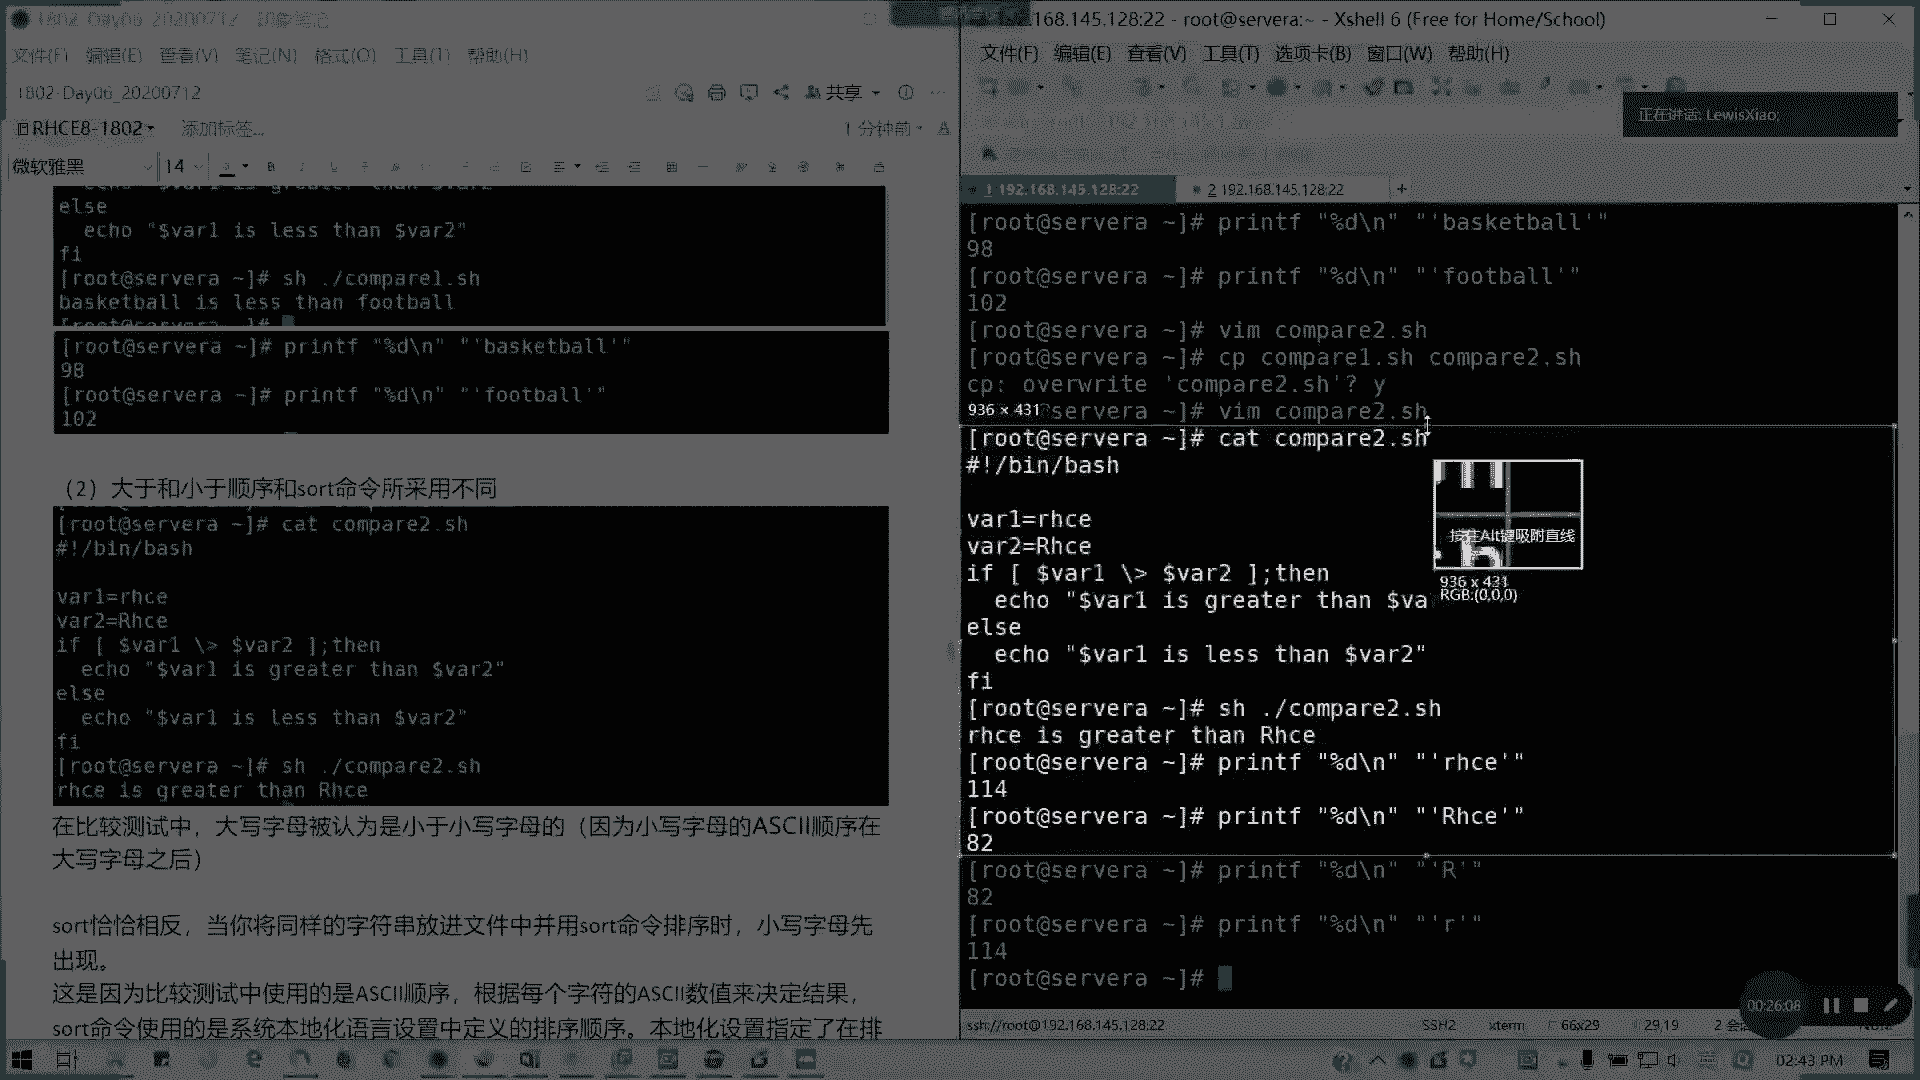 1802-Day06_20200712
文件(F) 编辑(E) 查看(V) 笔记(N) 格式(O) 工具(T) 帮助(H)
1802-Day06_20200712
共享
RHCE8-1802
添加标签...
1 分钟前
微软雅黑
14
else
  echo "$var1 is less than $var2"
fi
[root@servera ~]# sh ./compare1.sh
basketball is less than football
[root@servera ~]#
[root@servera ~]# printf "%d\n" "'basketball'"
98
[root@servera ~]# printf "%d\n" "'football'"
102
（2）大于和小于顺序和sort命令所采用不同
[root@servera ~]# cat compare2.sh
#!/bin/bash
var1=rhce
var2=Rhce
if [ $var1 \> $var2 ];then
  echo "$var1 is greater than $var2"
else
  echo "$var1 is less than $var2"
fi
[root@servera ~]# sh ./compare2.sh
rhce is greater than Rhce
在比较测试中，大写字母被认为是小于小写字母的（因为小写字母的ASCII顺序在
大写字母之后）
sort恰恰相反，当你将同样的字符串放进文件中并用sort命令排序时，小写字母先
出现。
这是因为比较测试中使用的是ASCII顺序，根据每个字符的ASCII数值来决定结果，
sort命令使用的是系统本地化语言设置中定义的排序顺序。本地化设置指定了在排
.168.145.128:22 - root@servera:~ - Xshell 6 (Free for Home/School)
文件(F) 编辑(E) 查看(V) 工具(T) 选项卡(B) 窗口(W) 帮助(H)
正在讲话: LewisXiao;
1 192.168.145.128:22
2 192.168.145.128:22
+
[root@servera ~]# printf "%d\n" "'basketball'"
98
[root@servera ~]# printf "%d\n" "'football'"
102
[root@servera ~]# vim compare2.sh
[root@servera ~]# cp compare1.sh compare2.sh
cp: overwrite 'compare2.sh'? y
936 × 431
servera ~]# vim compare2.sh
[root@servera ~]# cat compare2.sh
#!/bin/bash
var1=rhce
var2=Rhce
if [ $var1 \> $var2 ];then
  echo "$var1 is greater than $va
else
  echo "$var1 is less than $var2"
fi
[root@servera ~]# sh ./compare2.sh
rhce is greater than Rhce
[root@servera ~]# printf "%d\n" "'rhce'"
114
[root@servera ~]# printf "%d\n" "'Rhce'"
82
[root@servera ~]# printf "%d\n" "'R'"
82
[root@servera ~]# printf "%d\n" "'r'"
114
[root@servera ~]#
按住Alt键吸附直线
936 x 431
RGB:(0,0,0)
00:26:08
ssh://root@192.168.145.128:22
SSH2
xterm
66x29
29,19
02:43 PM